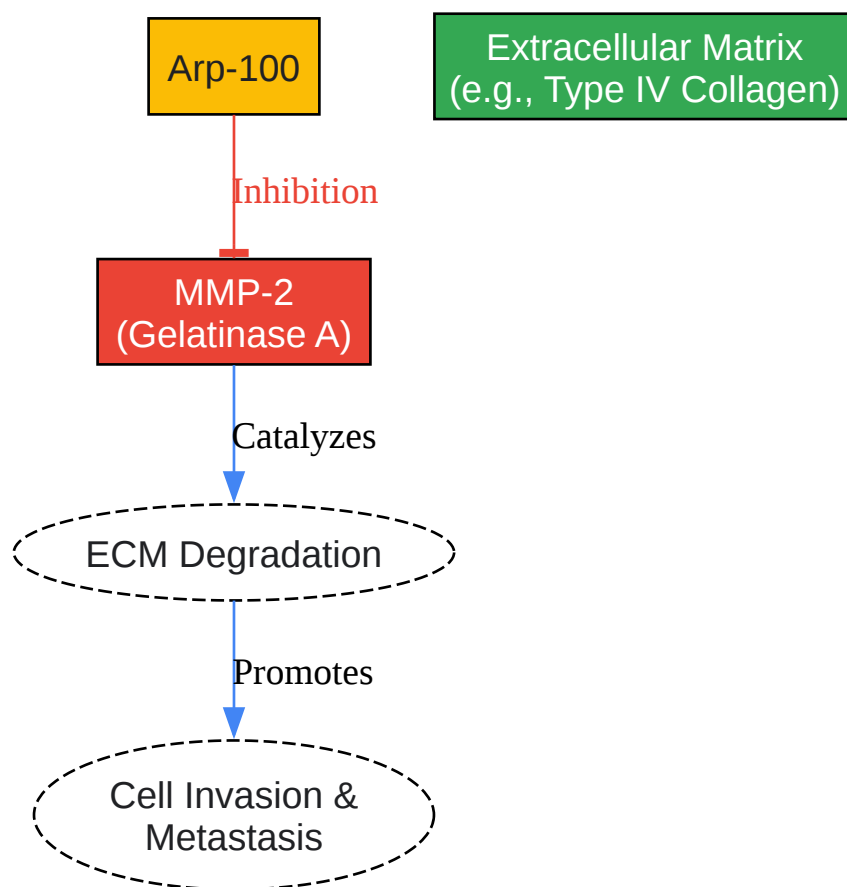 Arp-100
Extracellular Matrix
(e.g., Type IV Collagen)
Inhibition
MMP-2
(Gelatinase A)
Catalyzes
ECM Degradation
Promotes
Cell Invasion &
Metastasis